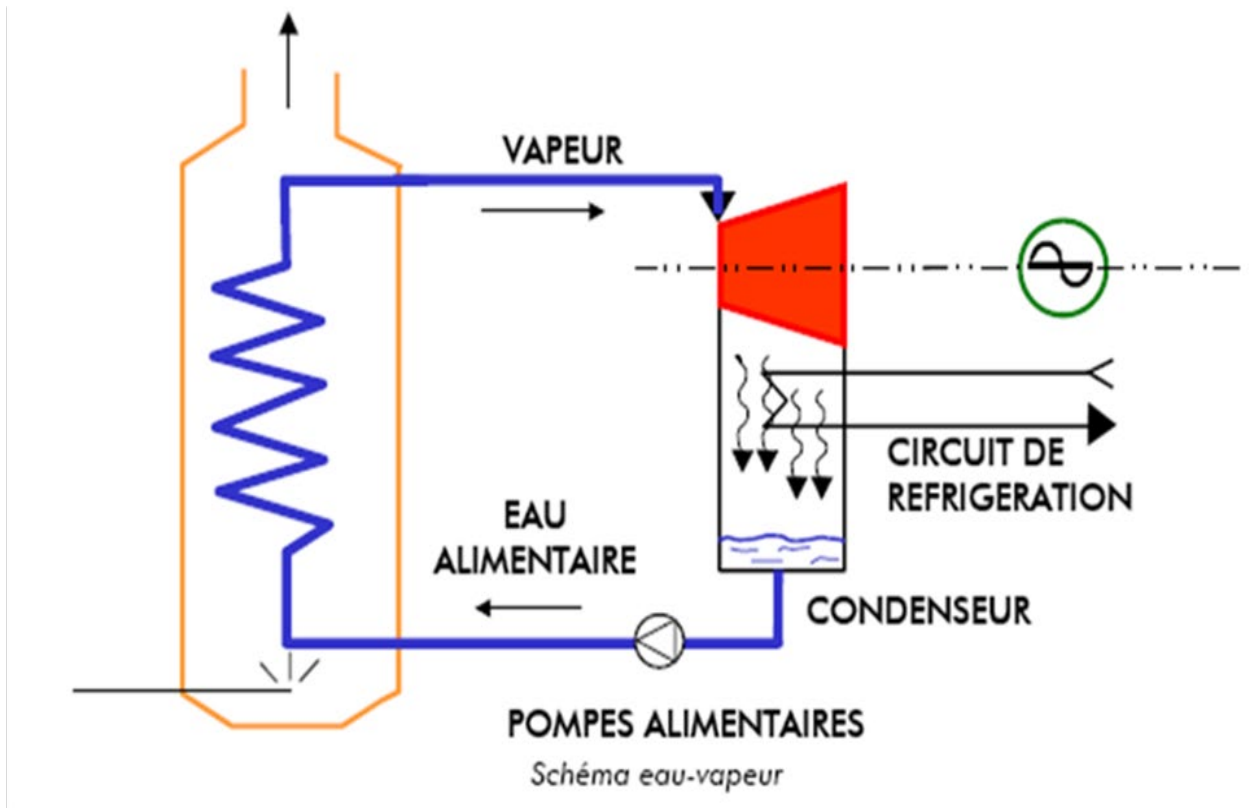 VAPEUR
CIRCUIT DE
REFRIGERATION
EAU
ALIMENTAIRE
CONDENSEUR
POMPES ALIMENTAIRES
Schéma eau-vapeur